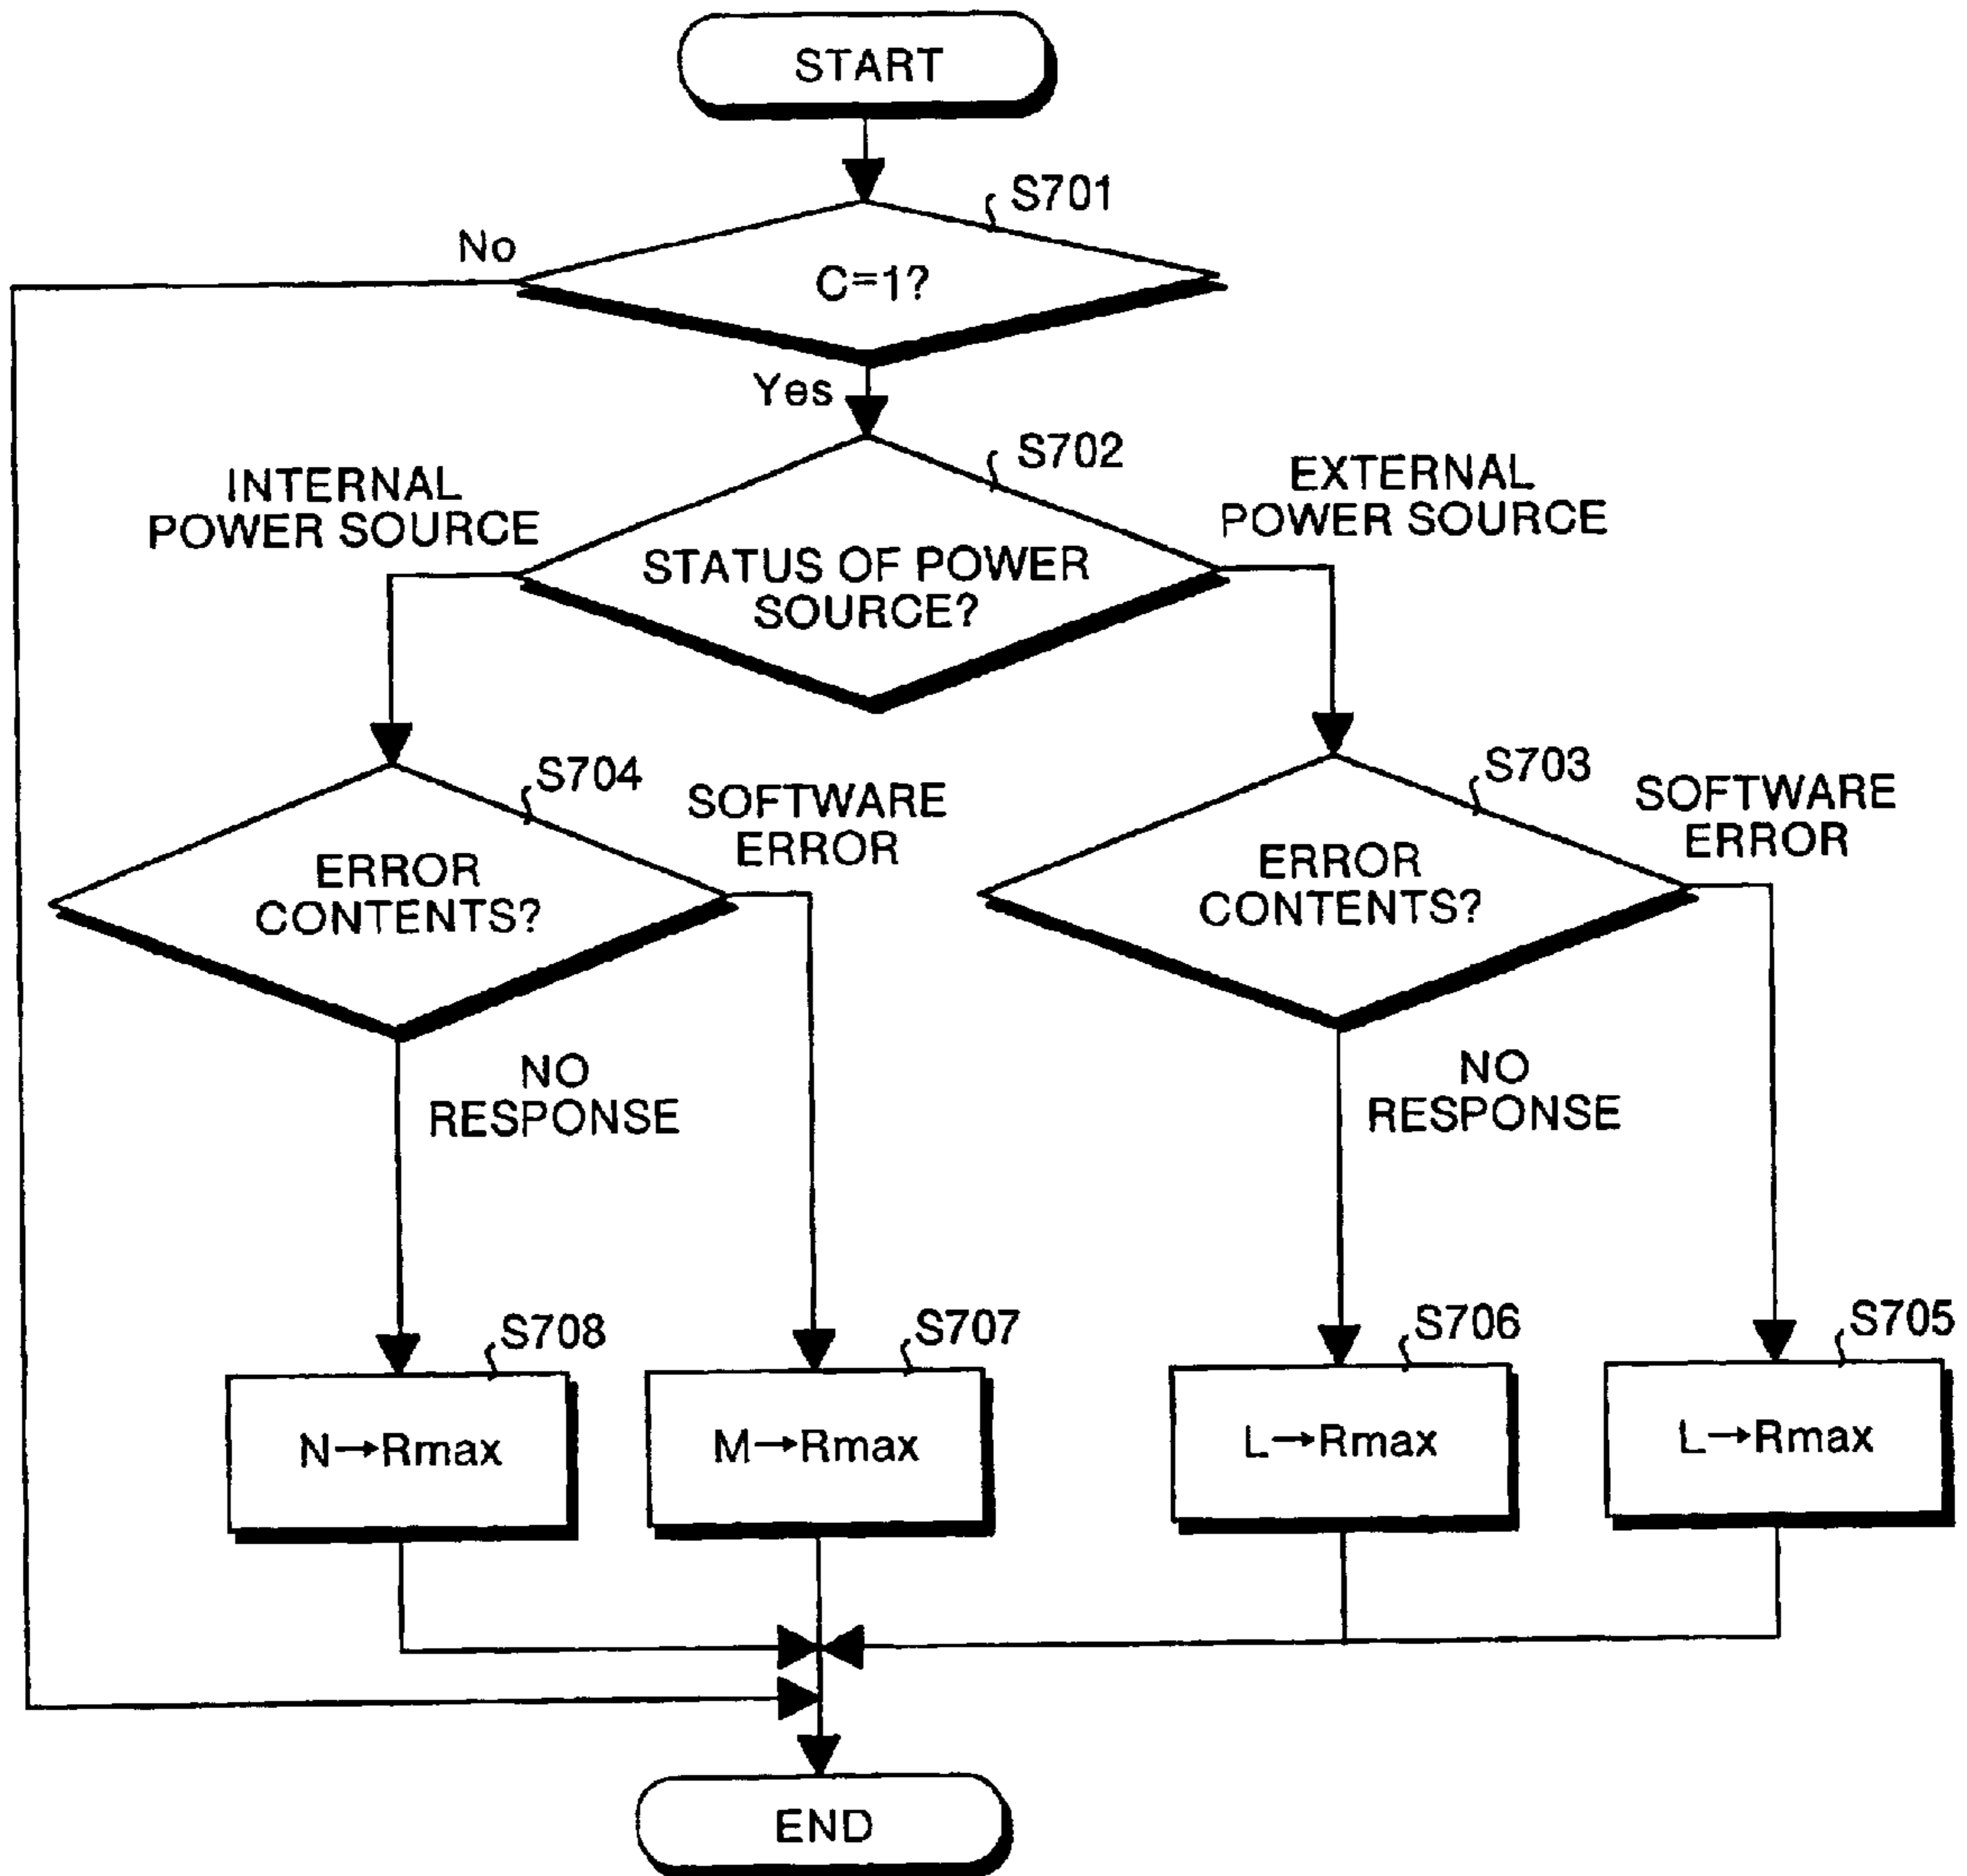 START
S701
No
C=1?
Yes
S702
INTERNAL
POWER SOURCE
EXTERNAL
POWER SOURCE
STATUS OF POWER
SOURCE?
S704
SOFTWARE
ERROR
S703
SOFTWARE
ERROR
ERROR
CONTENTS?
ERROR
CONTENTS?
NO
RESPONSE
NO
RESPONSE
S708
S707
S706
S705
N→Rmax
M→Rmax
L→Rmax
L→Rmax
END